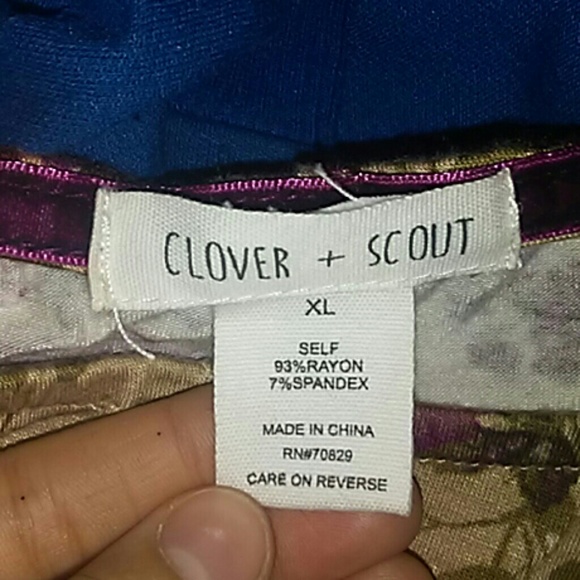 CLOVER + SCOUT
XL
SELF
93%RAYON
7%SPANDEX
MADE IN CHINA
RN#70829
CARE ON REVERSE